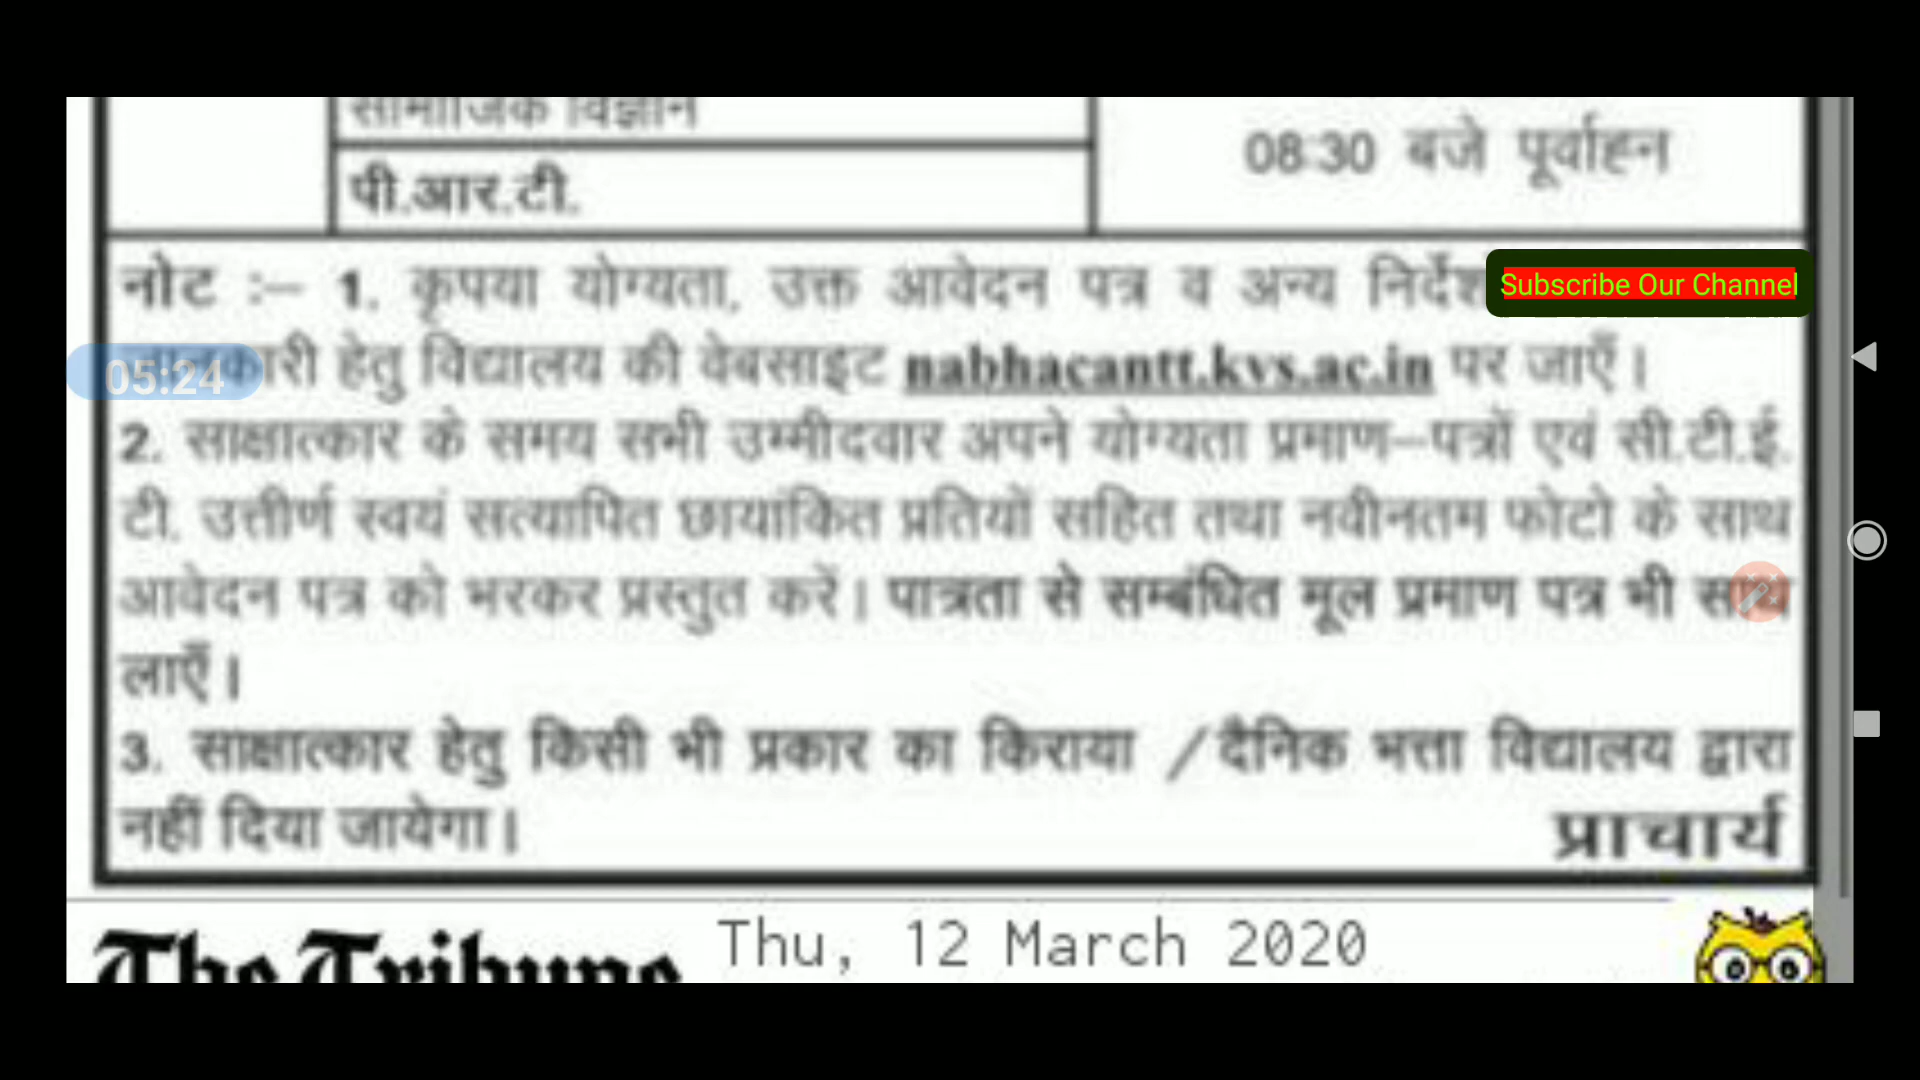 सामाजिक विज्ञान
08:30 बजे पूर्वाह्न
पी.आर.टी.
नोट :– 1. कृपया योग्यता, उक्त आवेदन पत्र व अन्य निर्देश
Subscribe Our Channel
जानकारी हेतु विद्यालय की वेबसाइट nabhacantt.kvs.ac.in पर जाएँ।
05:24
2. साक्षात्कार के समय सभी उम्मीदवार अपने योग्यता प्रमाण–पत्रों एवं सी.टी.ई.
टी. उत्तीर्ण स्वयं सत्यापित छायांकित प्रतियों सहित तथा नवीनतम फोटो के साथ
आवेदन पत्र को भरकर प्रस्तुत करें। पात्रता से सम्बंधित मूल प्रमाण पत्र भी साथ
लाएँ।
3. साक्षात्कार हेतु किसी भी प्रकार का किराया /दैनिक भत्ता विद्यालय द्वारा
नहीं दिया जायेगा।
प्राचार्य
The Tribune
Thu, 12 March 2020